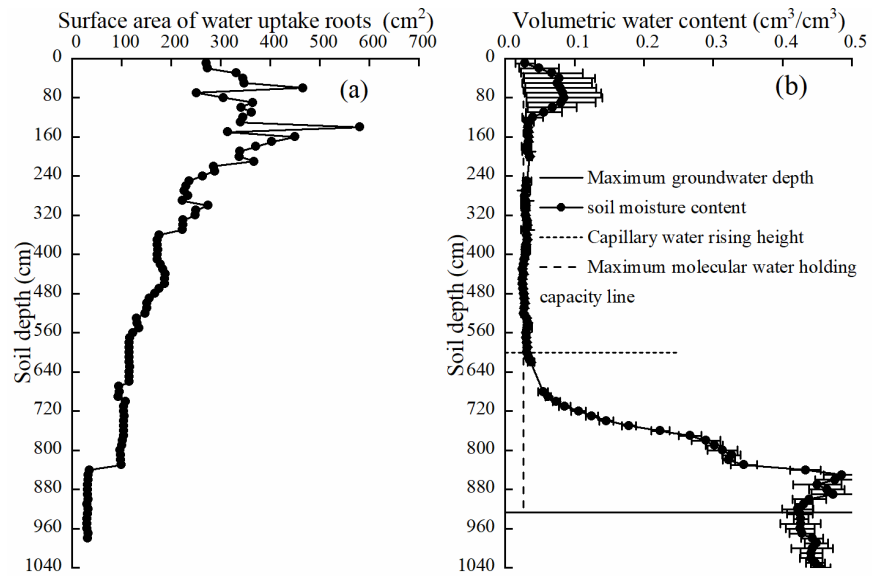 Surface area of water uptake roots (cm²)
0 100 200 300 400 500 600 700
(a)
Soil depth (cm)
0
80
160
240
320
400
480
560
640
720
800
880
960
1040
Volumetric water content (cm³/cm³)
0.0 0.1 0.2 0.3 0.4 0.5
(b)
Soil depth (cm)
0
80
160
240
320
400
480
560
640
720
800
880
960
1040
Maximum groundwater depth
soil moisture content
Capillary water rising height
Maximum molecular water holding
capacity line